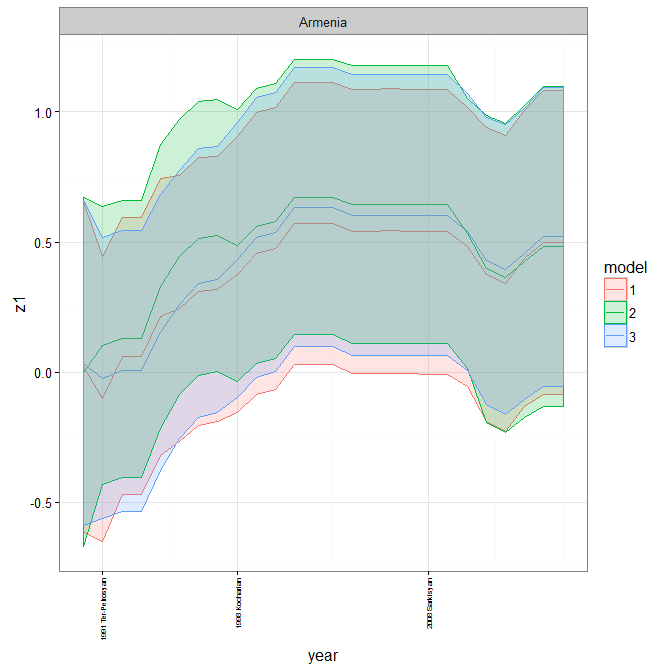 Armenia
1.0
0.5
0.0
-0.5
z1
1991 Ter-Petrosyan
1998 Kocharian
2008 Sarkisyan
year
model
1
2
3